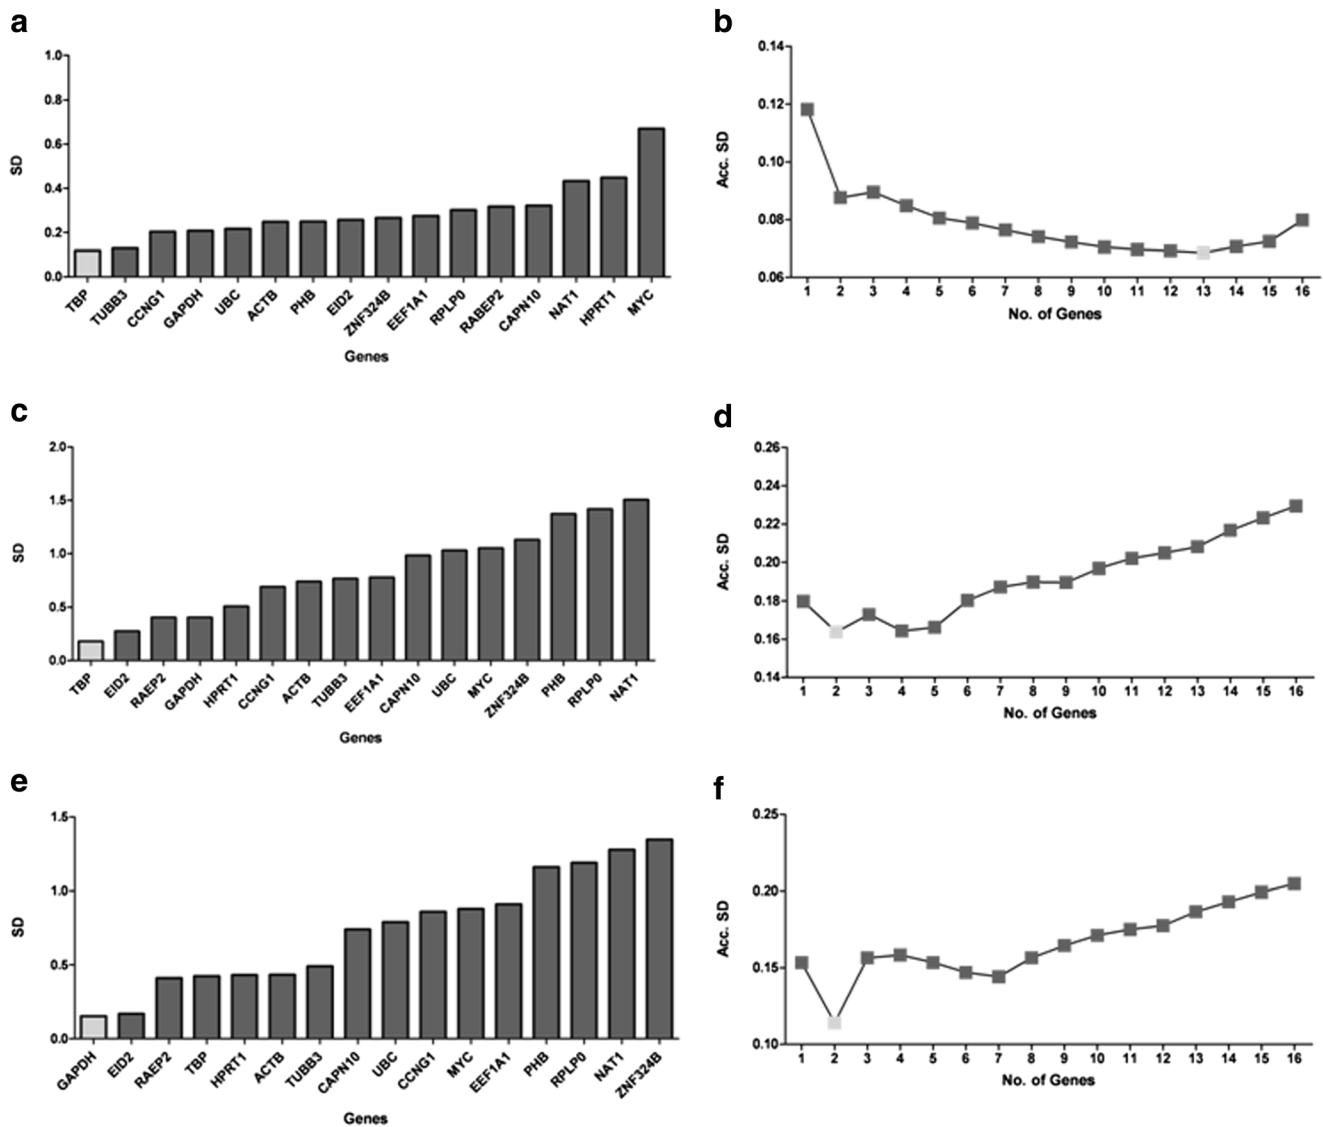 a
1.0
0.8
0.6
0.4
0.2
0.0
SD
TBP TUBB3 CCNG1 GAPDH UBC ACTB PHB EID2 ZNF324B EEF1A1 RPLP0 RABEP2 CAPN10 NAT1 HPRT1 MYC
Genes
b
0.14
0.12
0.10
0.08
0.06
Acc. SD
1 2 3 4 5 6 7 8 9 10 11 12 13 14 15 16
No. of Genes
c
2.0
1.5
1.0
0.5
0.0
SD
TBP EID2 RAEP2 GAPDH HPRT1 CCNG1 ACTB TUBB3 EEF1A1 CAPN10 UBC MYC ZNF324B PHB RPLP0 NAT1
Genes
d
0.26
0.24
0.22
0.20
0.18
0.16
0.14
Acc. SD
1 2 3 4 5 6 7 8 9 10 11 12 13 14 15 16
No. of Genes
e
1.5
1.0
0.5
0.0
SD
GAPDH EID2 RAEP2 TBP HPRT1 ACTB TUBB3 CAPN10 UBC CCNG1 MYC EEF1A1 PHB RPLP0 NAT1 ZNF324B
Genes
f
0.25
0.20
0.15
0.10
Acc. SD
1 2 3 4 5 6 7 8 9 10 11 12 13 14 15 16
No. of Genes